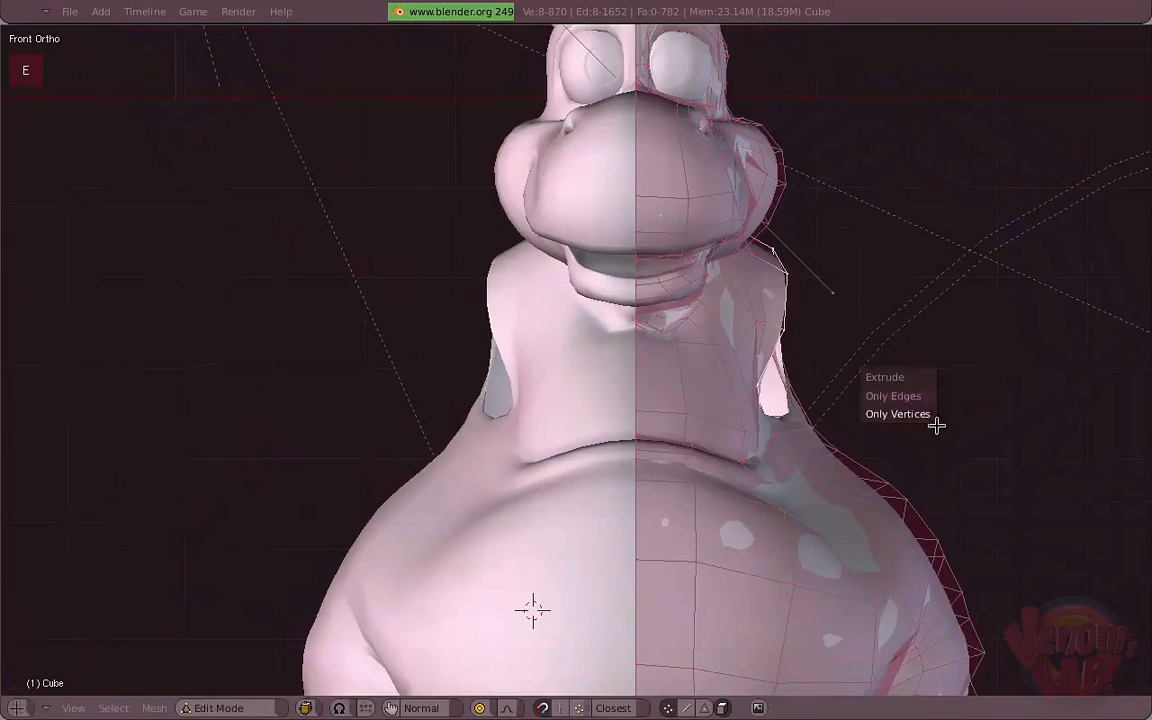 File Add Timeline Game Render Help www.blender.org 249 Ve:8-870 | Ed:8-1652 | Fa:0-782 | Mem:23.14M (18.59M) Cube
Front Ortho
E
Extrude
Only Edges
Only Vertices
Venom's
LAB
(1) Cube
View Select Mesh Edit Mode Normal Closest